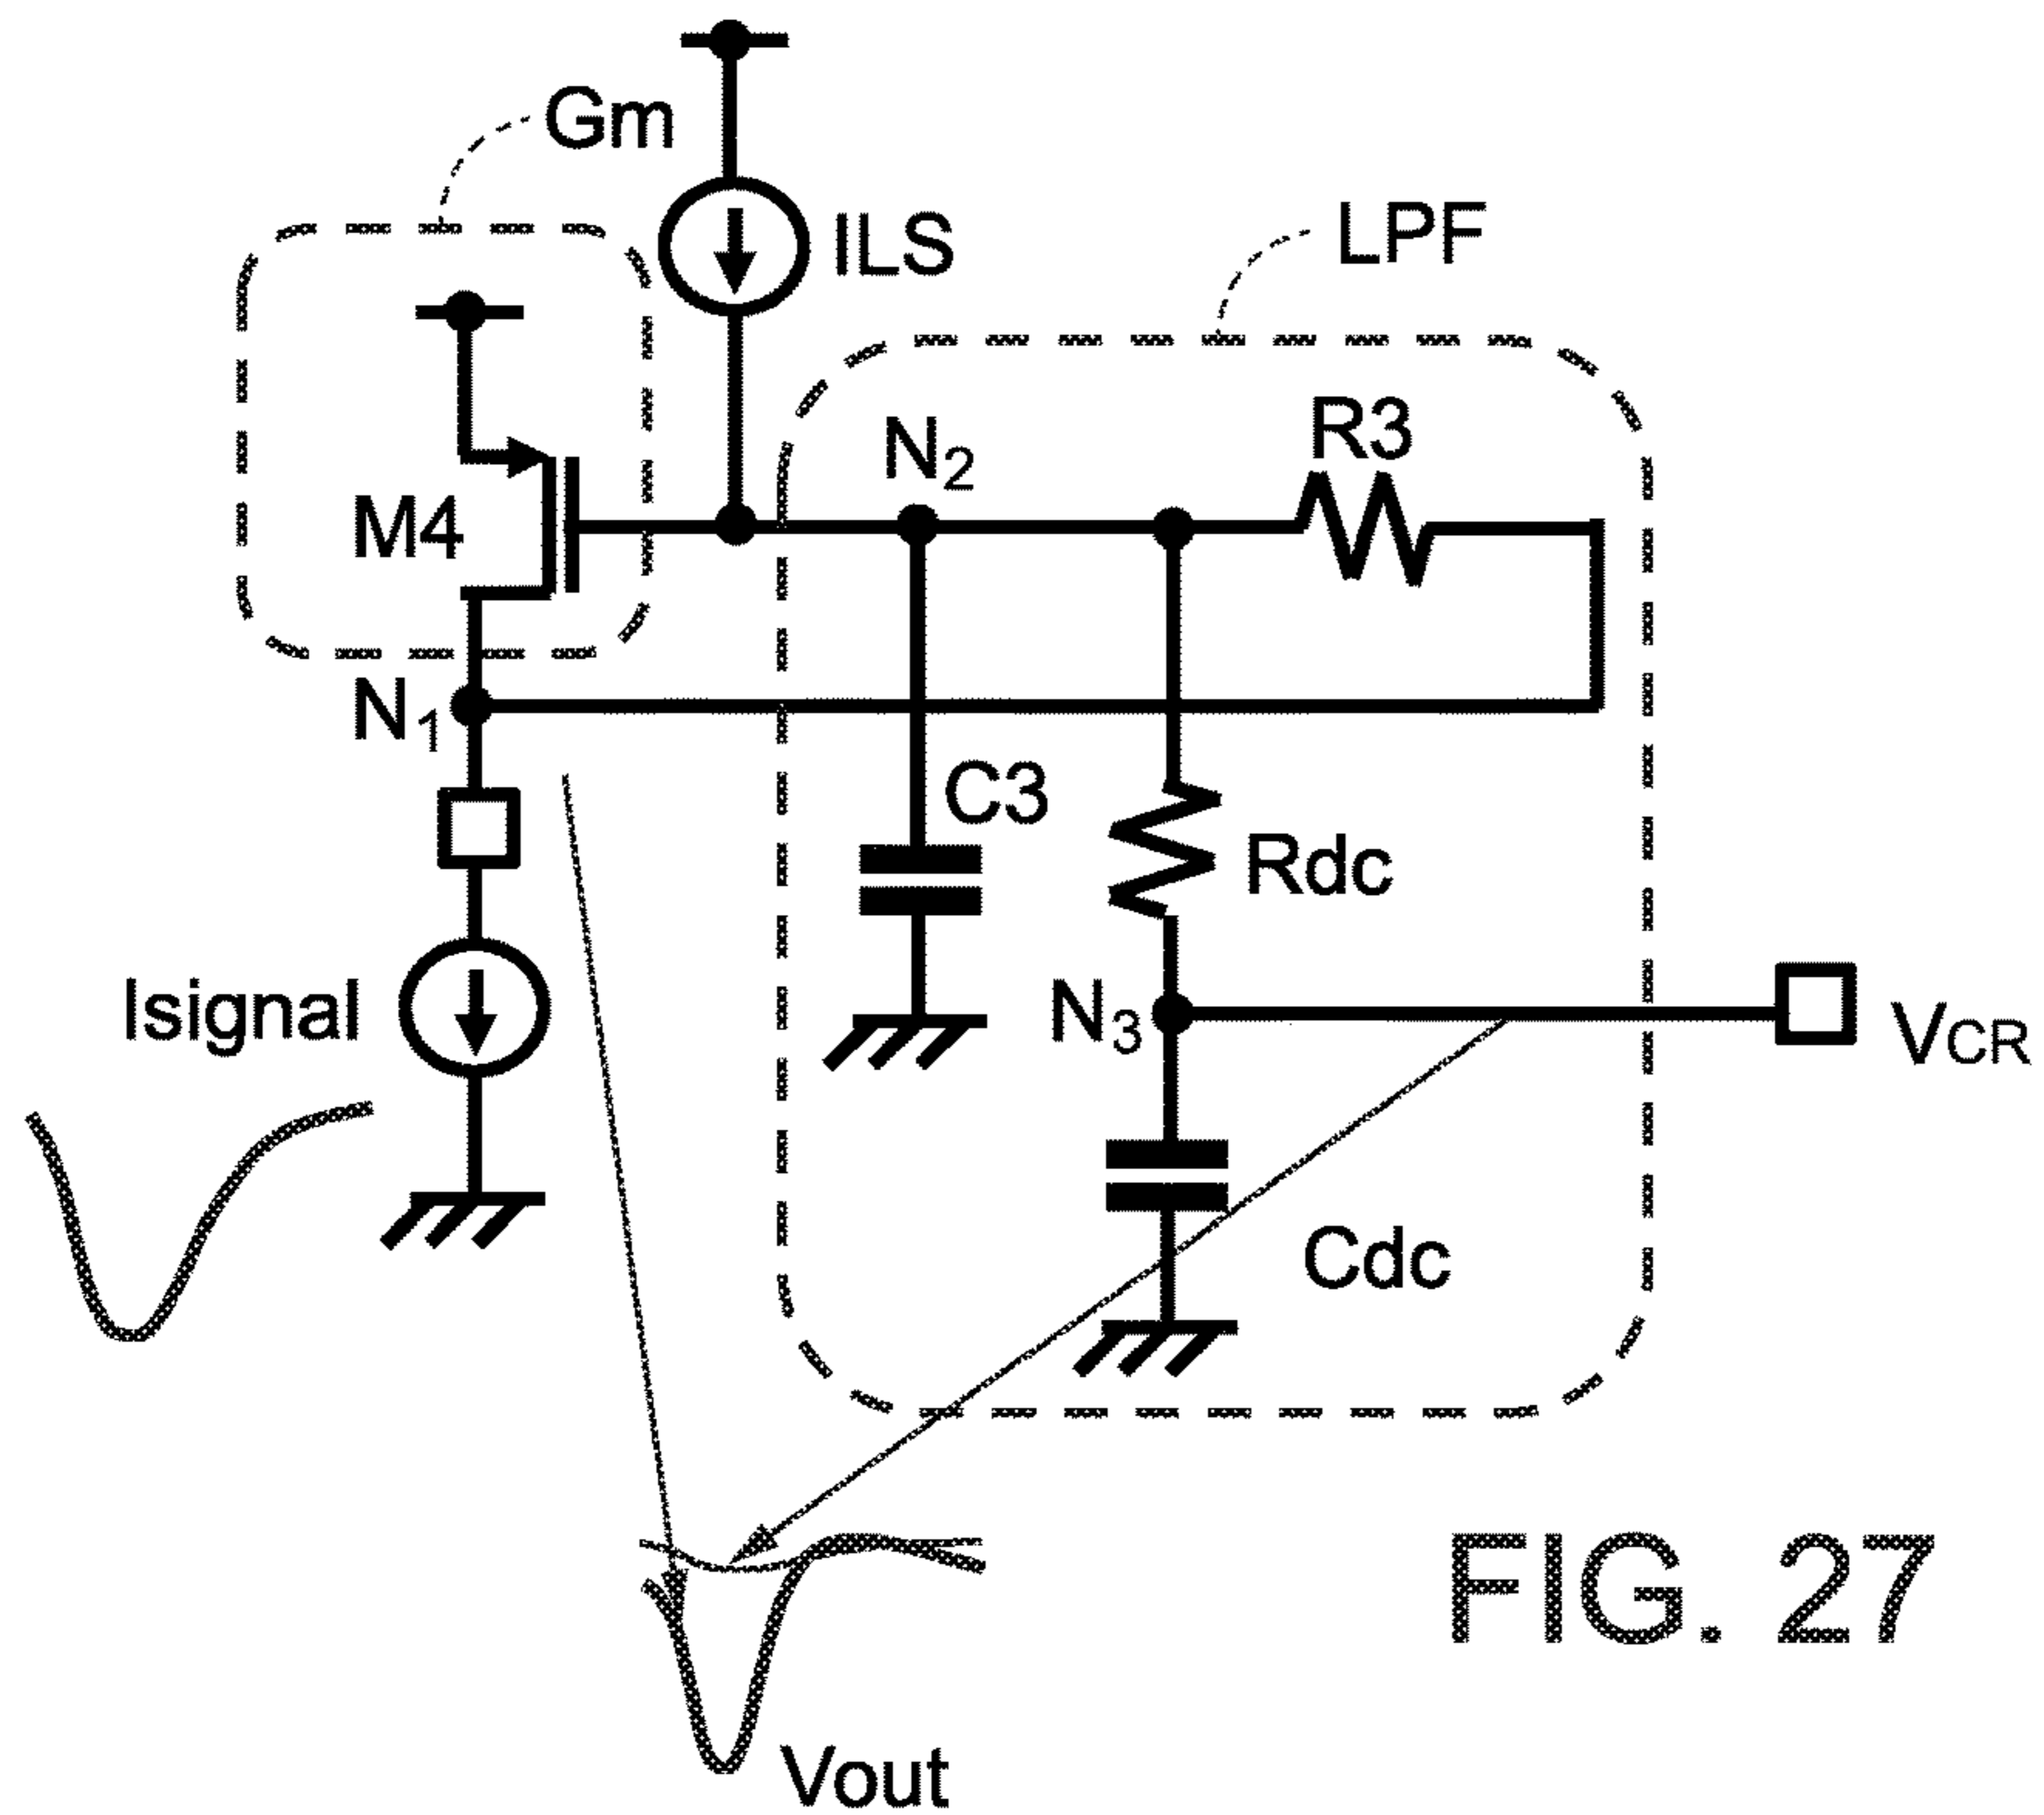 Gm
ILS
LPF
N2
R3
M4
N1
C3
Rdc
Isignal
N3
VCR
Cdc
FIG. 27
Vout